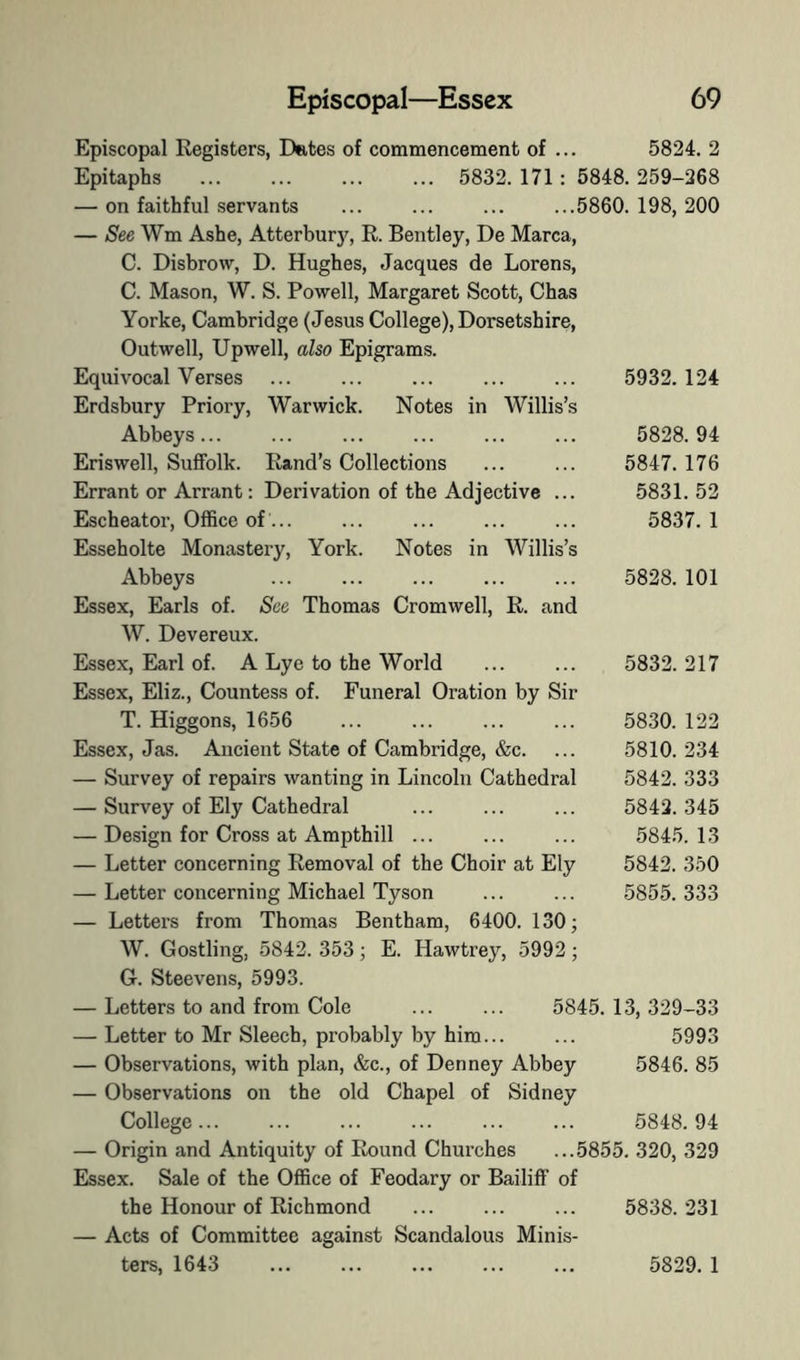 Episcopal—Essex 69
Episcopal Registers, Dates of commencement of ... 5824. 2
Epitaphs ... ... ... ... 5832. 171 : 5848. 259-268
— on faithful servants ... ... ... ...5860. 198, 200
— See Wm Ashe, Atterbury, R. Bentley, De Marca,
C. Disbrow, D. Hughes, Jacques de Lorens,
C. Mason, W. S. Powell, Margaret Scott, Chas
Yorke, Cambridge (Jesus College), Dorsetshire,
Outwell, Upwell, also Epigrams.
Equivocal Verses ... ... ... ... ... 5932. 124
Erdsbury Priory, Warwick. Notes in Willis's
Abbeys ... ... ... ... ... ... 5828. 94
Eriswell, Suffolk. Rand's Collections ... ... 5847. 176
Errant or Arrant: Derivation of the Adjective ... 5831. 52
Escheator, Office of ... ... ... ... ... 5837. 1
Esseholte Monastery, York. Notes in Willis's
Abbeys ... ... ... ... ... 5828. 101
Essex, Earls of. See Thomas Cromwell, R. and
W. Devereux.
Essex, Earl of. A Lye to the World ... ... 5832. 217
Essex, Eliz., Countess of. Funeral Oration by Sir
T. Higgons, 1656 ... ... ... ... 5830. 122
Essex, Jas. Ancient State of Cambridge, &c. ... 5810. 234
— Survey of repairs wanting in Lincoln Cathedral 5842. 333
— Survey of Ely Cathedral ... ... ... 5842. 345
— Design for Cross at Ampthill ... ... ... 5845. 13
— Letter concerning Removal of the Choir at Ely 5842. 350
— Letter concerning Michael Tyson ... ... 5855. 333
— Letters from Thomas Bentham, 6400. 130;
W. Gostling, 5842. 353; E. Hawtrey, 5992;
G. Steevens, 5993.
— Letters to and from Cole ... ... 5845. 13, 329-33
— Letter to Mr Sleech, probably by him... ... 5993
— Observations, with plan, &c., of Denney Abbey 5846. 85
— Observations on the old Chapel of Sidney
College ... ... ... ... ... ... 5848. 94
— Origin and Antiquity of Round Churches ...5855. 320, 329
Essex. Sale of the Office of Feodary or Bailiff of
the Honour of Richmond ... ... ... 5838. 231
— Acts of Committee against Scandalous Minis-
ters, 1643 ... ... ... ... ... 5829. 1